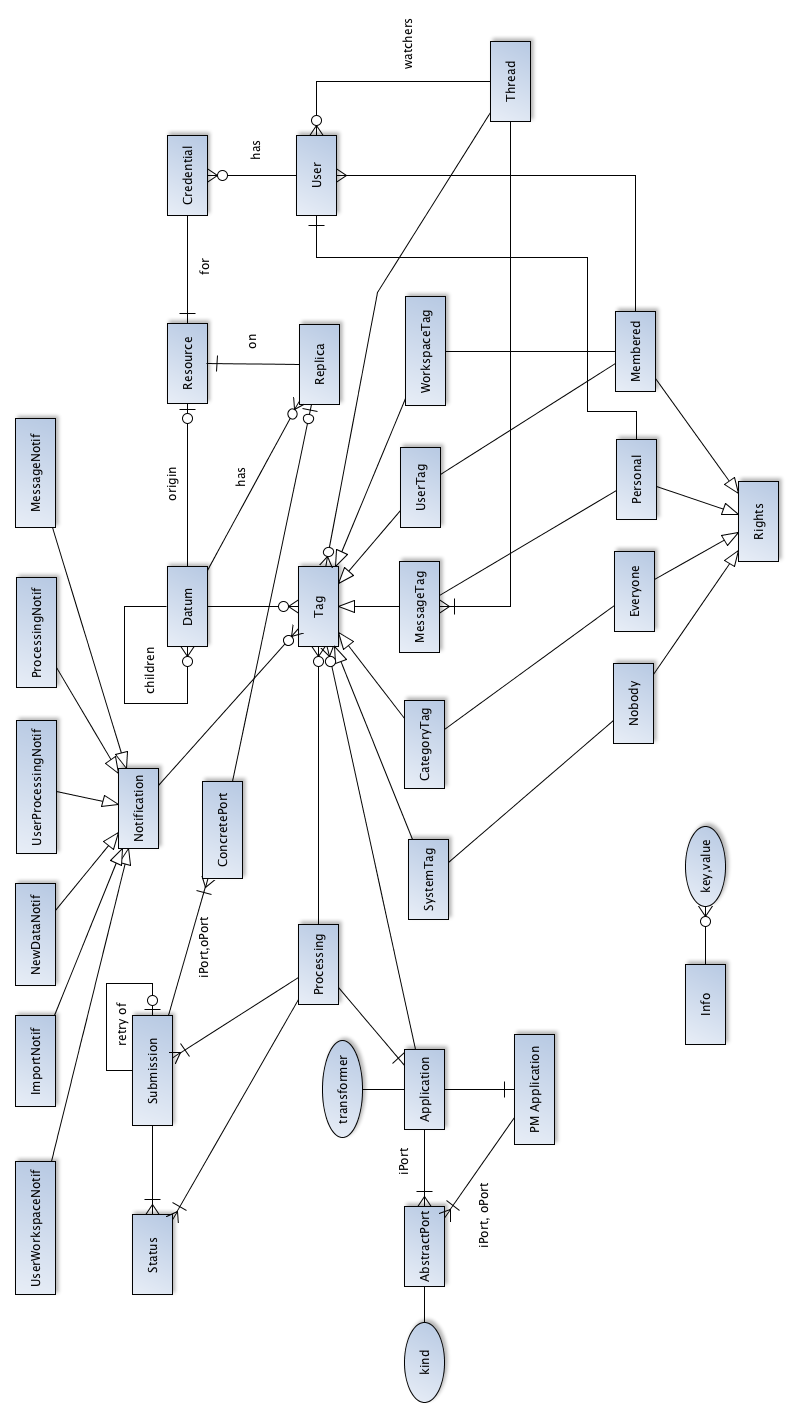 MessageNotif
ProcessingNotif
UserProcessingNotif
NewDataNotif
ImportNotif
UserWorkspaceNotif
Notification
Credential
has
User
watchers
Thread
for
Resource
on
Replica
origin
has
Datum
children
Tag
WorkspaceTag
UserTag
MessageTag
CategoryTag
SystemTag
Membered
Personal
Everyone
Nobody
Rights
ConcretePort
iPort,oPort
Processing
retry of
Submission
Status
transformer
Application
PM Application
iPort
iPort, oPort
AbstractPort
kind
key,value
Info